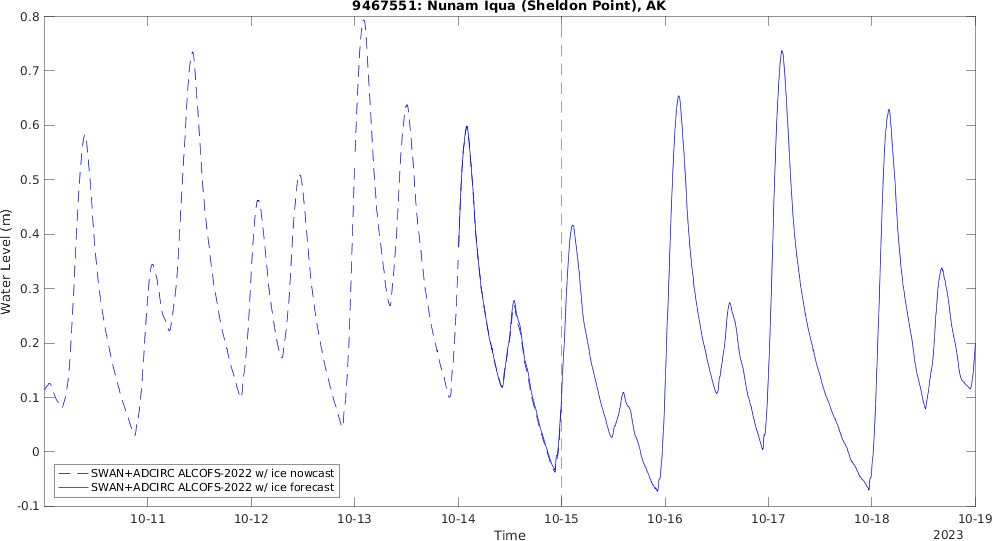 9467551: Nunam Iqua (Sheldon Point), AK
Water Level (m)
0.8
0.7
0.6
0.5
0.4
0.3
0.2
0.1
0
-0.1
SWAN+ADCIRC ALCOFS-2022 w/ ice nowcast
SWAN+ADCIRC ALCOFS-2022 w/ ice forecast
10-11 10-12 10-13 10-14 10-15 10-16 10-17 10-18 10-19
Time
2023